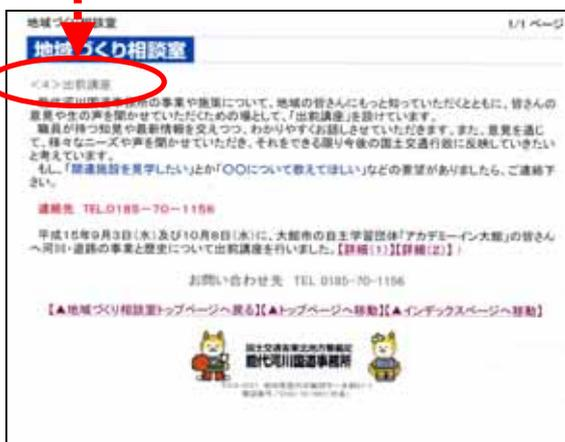 地域づくり相談室 1/1 ページ
地域づくり相談室
<4>出前講座
能代河川国道事務所の事業や施策について、地域の皆さんにもっと知っていただくとともに、皆さんの
意見や生の声を聞かせていただくための場として、「出前講座」を設けています。
職員が持つ知見や最新情報を交えつつ、わかりやすくお話しさせていただきます。また、意見を通じ
て、様々なニーズや声を聞かせていただき、それをできる限り今後の国土交通行政に反映していきたい
と考えています。
もし、「関連施設を見学したい」とか「〇〇について教えてほしい」などの要望がありましたら、ご連絡下
さい。
連絡先 TEL.0185-70-1156
平成15年9月3日(水)及び10月8日(水)に、大館市の自主学習団体「アカデミーイン大館」の皆さん
へ河川・道路の事業と歴史について出前講座を行いました。【詳細(1)】【詳細(2)】
お問い合わせ先 TEL 0185-70-1156
【▲地域づくり相談室トップページへ戻る】【▲トップページへ移動】【▲インデックスページへ移動】
国土交通省東北地方整備局
能代河川国道事務所